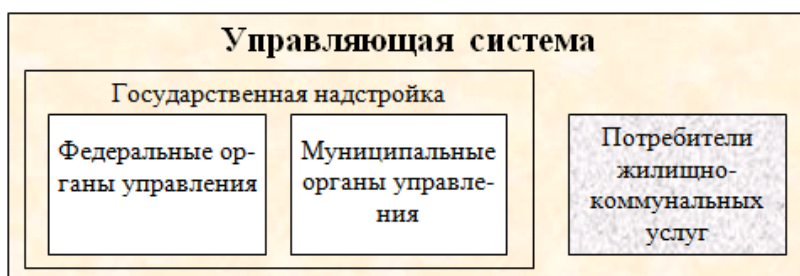 Управляющая система
Государственная надстройка
Федеральные ор-
ганы управления
Муниципальные
органы управле-
ния
Потребители
жилищно-
коммунальных
услуг